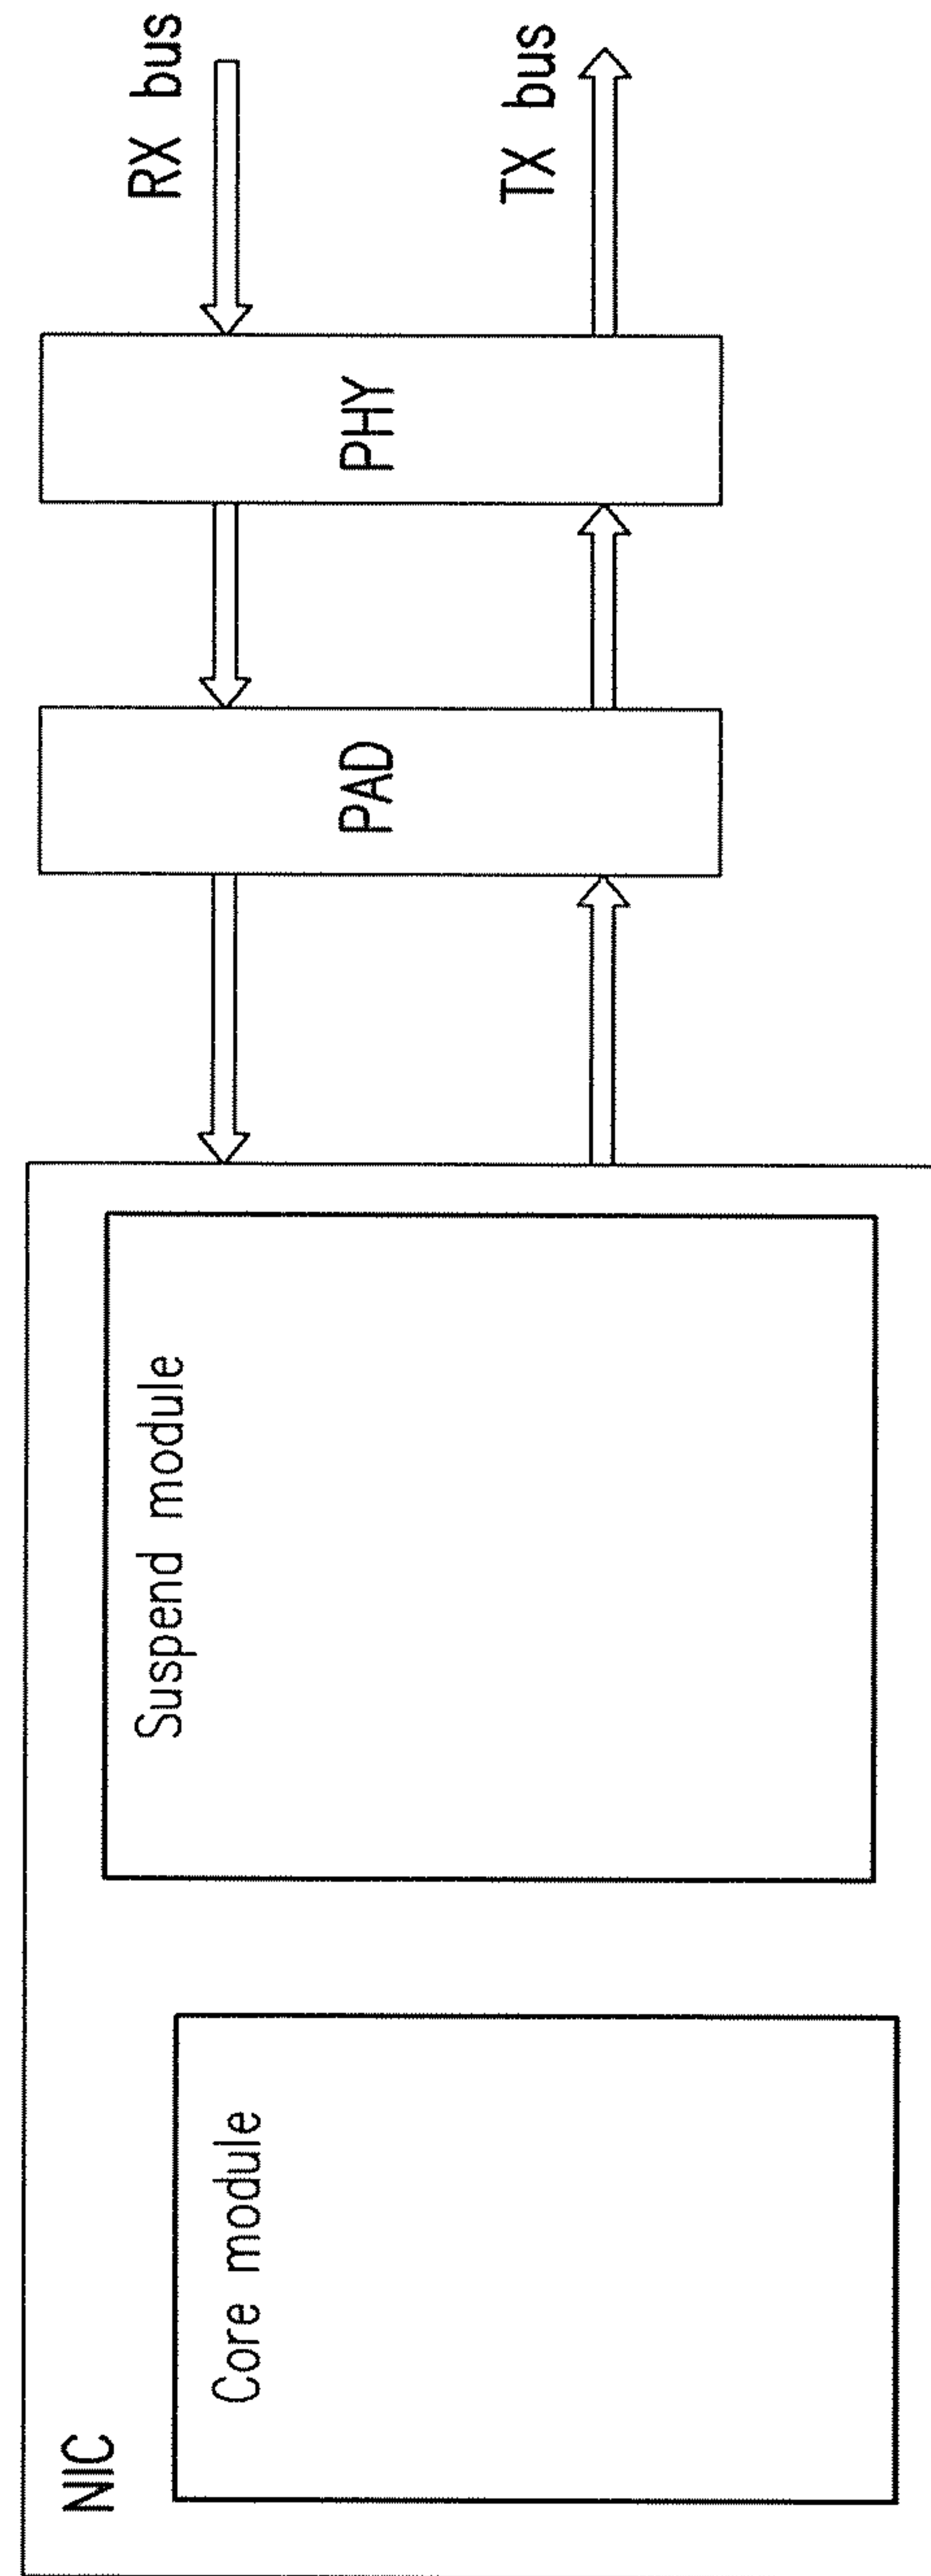 NIC
Core module
Suspend module
PAD
PHY
RX bus
TX bus